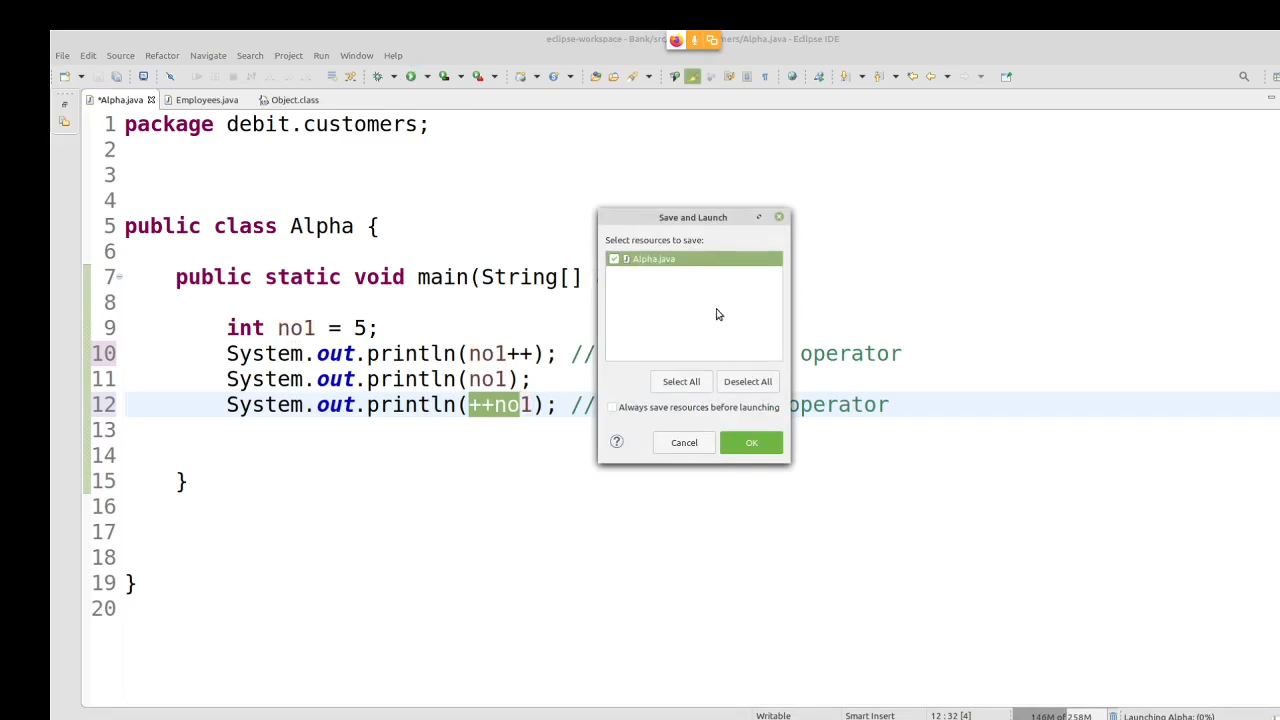 eclipse-workspace - Bank/src mers/Alpha.java - Eclipse IDE
File Edit Source Refactor Navigate Search Project Run Window Help
*Alpha.java Employees.java Object.class
1 package debit.customers;
2
3
4
5 public class Alpha {
6
7 public static void main(String[]
8
9 int no1 = 5;
10 System.out.println(no1++); // operator
11 System.out.println(no1);
12 System.out.println(++no1); // operator
13
14
15 }
16
17
18
19 }
20
Save and Launch
Select resources to save:
Alpha.java
Select All Deselect All
Always save resources before launching
? Cancel OK
Writable Smart Insert 12 : 32 [4] 146M of 258M Launching Alpha: (0%)